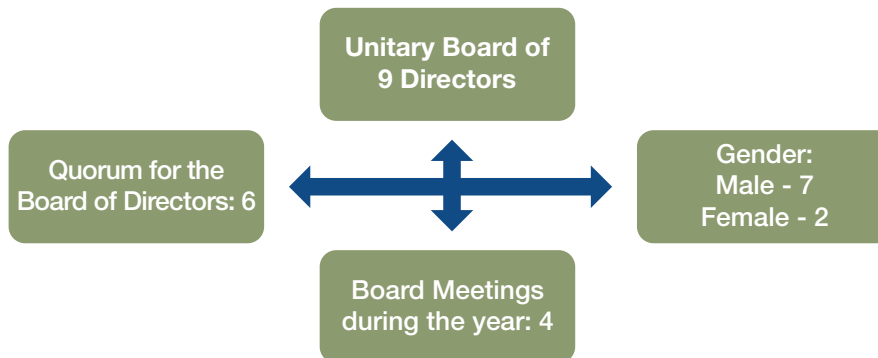 Unitary Board of
9 Directors
Quorum for the
Board of Directors: 6
Gender:
Male - 7
Female - 2
Board Meetings
during the year: 4